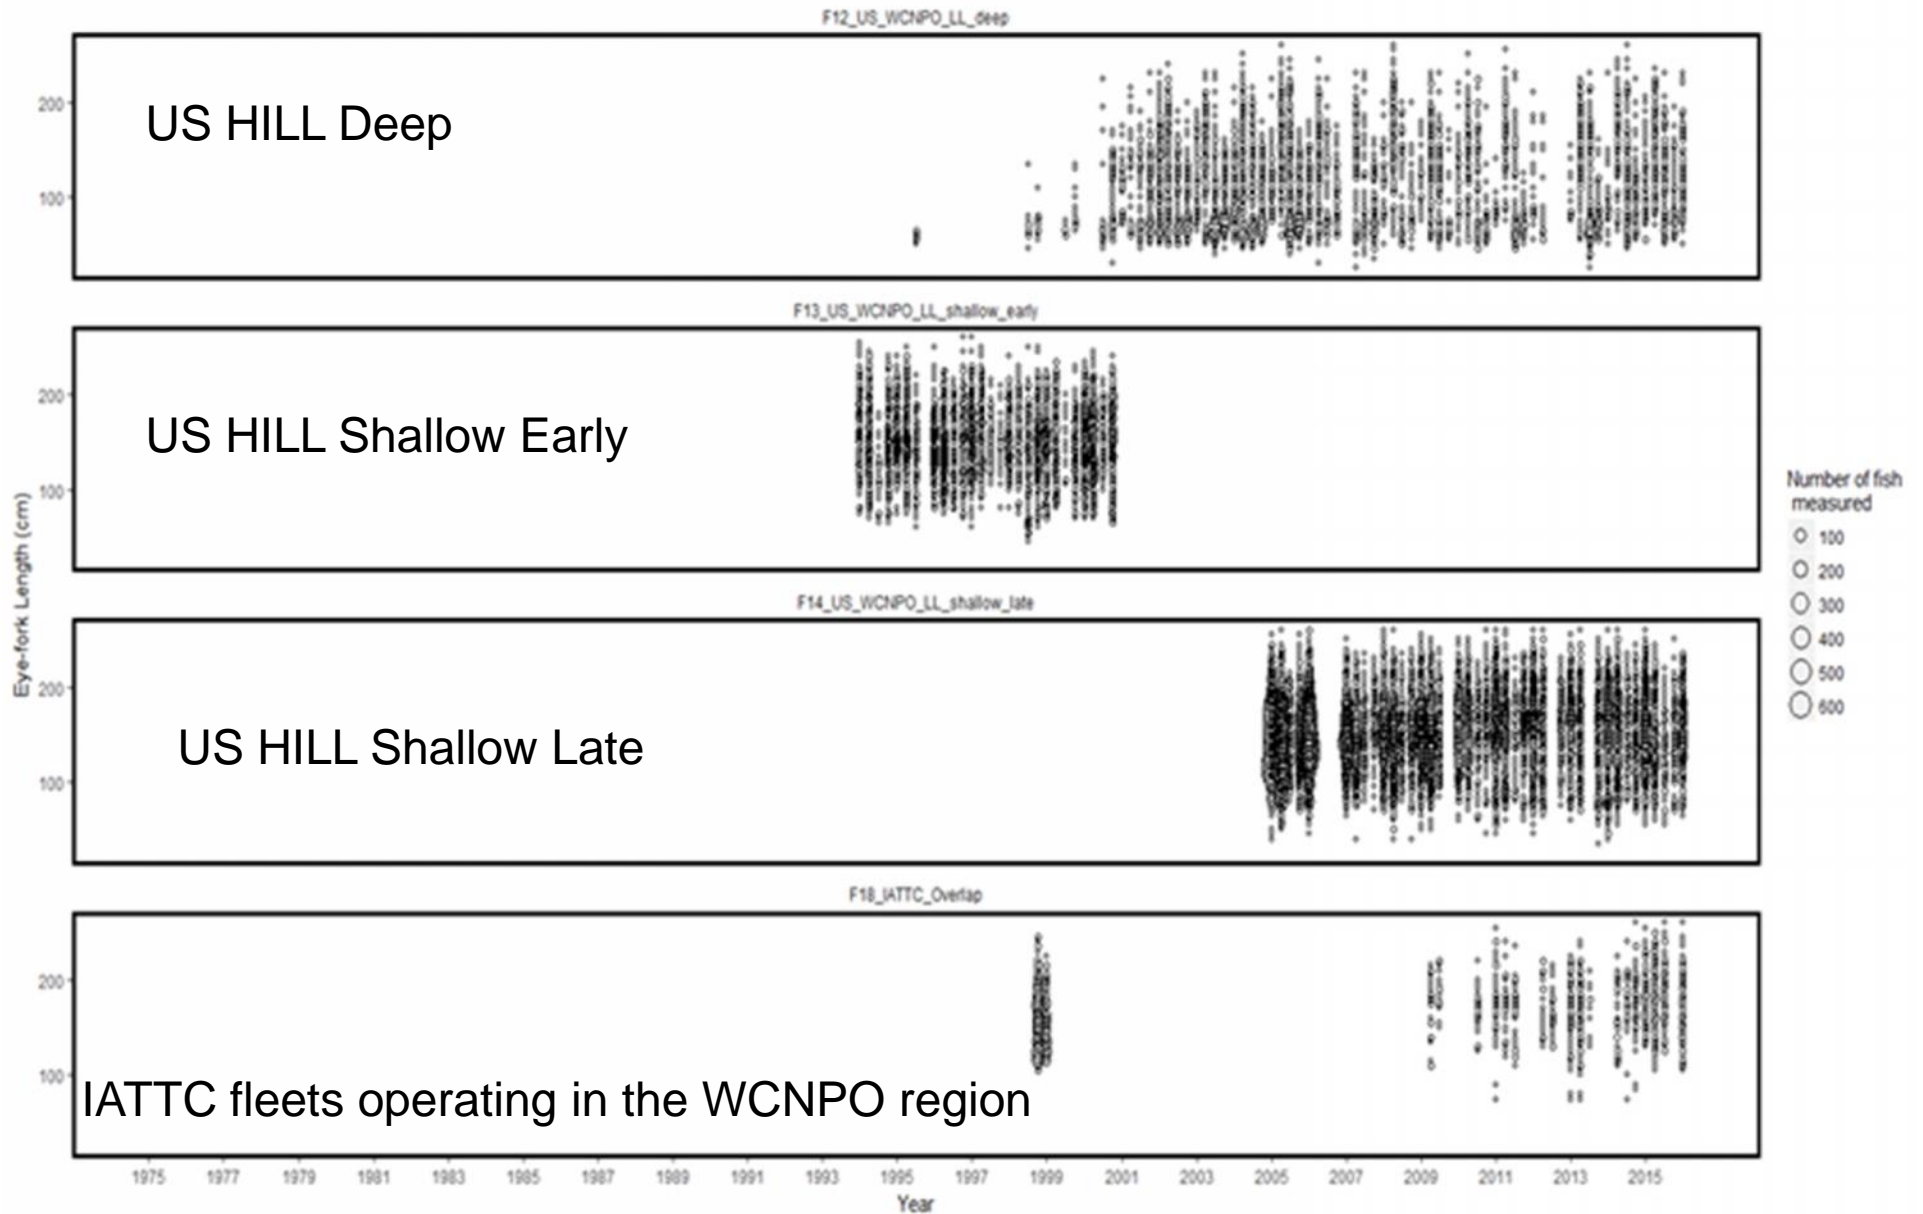 F12_US_WCNPO_LL_deep
200
100
US HILL Deep
F13_US_WCNPO_LL_shallow_early
200
100
US HILL Shallow Early
F14_US_WCNPO_LL_shallow_late
200
100
US HILL Shallow Late
F18_IATTC_Overlap
200
100
IATTC fleets operating in the WCNPO region
Eye-fork Length (cm)
1975 1977 1979 1981 1983 1985 1987 1989 1991 1993 1995 1997 1999 2001 2003 2005 2007 2009 2011 2013 2015
Year
Number of fish
measured
100
200
300
400
500
600